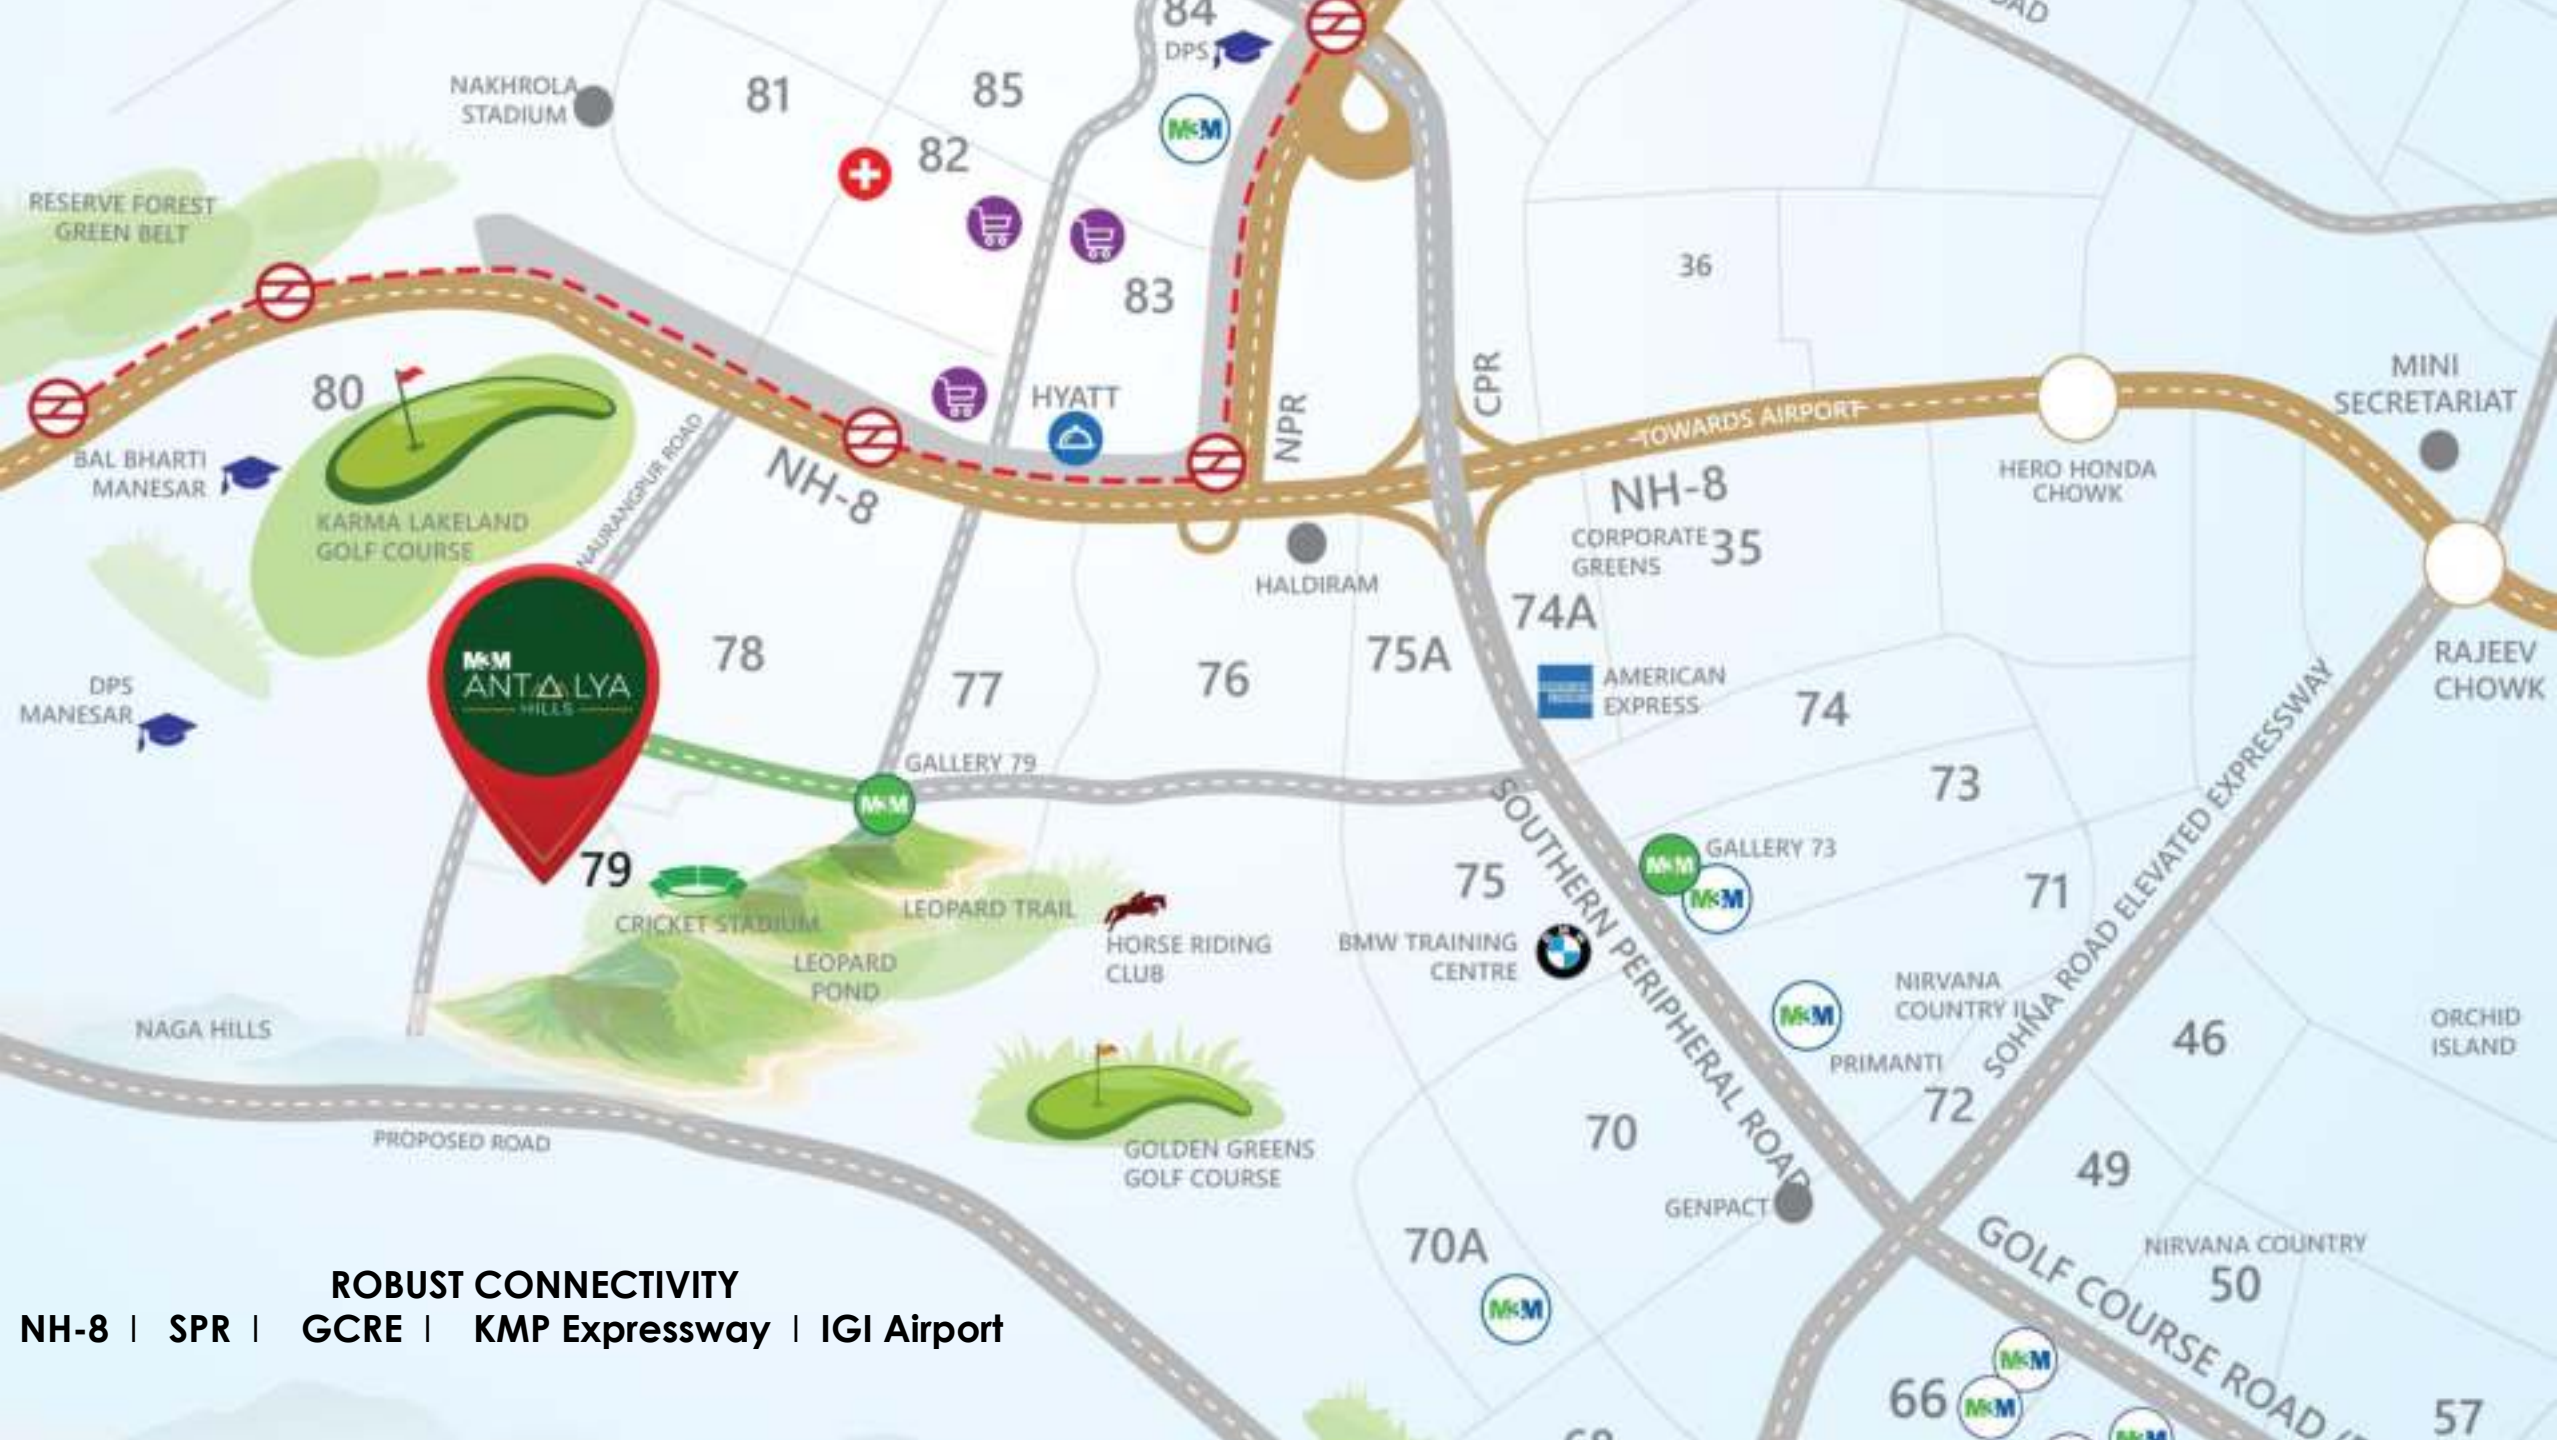 84
DPS
NAKHROLA
STADIUM
81
85
82
RESERVE FOREST
GREEN BELT
83
36
80
HYATT
NPR
CPR
TOWARDS AIRPORT
MINI
SECRETARIAT
BAL BHARTI
MANESAR
NAURANGPUR ROAD
NH-8
NH-8
HERO HONDA
CHOWK
KARMA LAKELAND
GOLF COURSE
CORPORATE
GREENS
35
HALDIRAM
74A
M3M
ANTALYA
HILLS
78
77
76
75A
AMERICAN
EXPRESS
74
RAJEEV
CHOWK
DPS
MANESAR
GALLERY 79
M3M
73
SOUTHERN PERIPHERAL ROAD
SOHNA ROAD ELEVATED EXPRESSWAY
GALLERY 73
M3M
M3M
79
CRICKET STADIUM
LEOPARD TRAIL
LEOPARD
POND
HORSE RIDING
CLUB
75
BMW TRAINING
CENTRE
71
NIRVANA
COUNTRY II
M3M
PRIMANTI
72
46
ORCHID
ISLAND
NAGA HILLS
PROPOSED ROAD
GOLDEN GREENS
GOLF COURSE
70
49
GENPACT
70A
M3M
GOLF COURSE ROAD
NIRVANA COUNTRY
50
M3M
66
M3M
M3M
57
M3M
ROBUST CONNECTIVITY
NH-8 | SPR | GCRE | KMP Expressway | IGI Airport